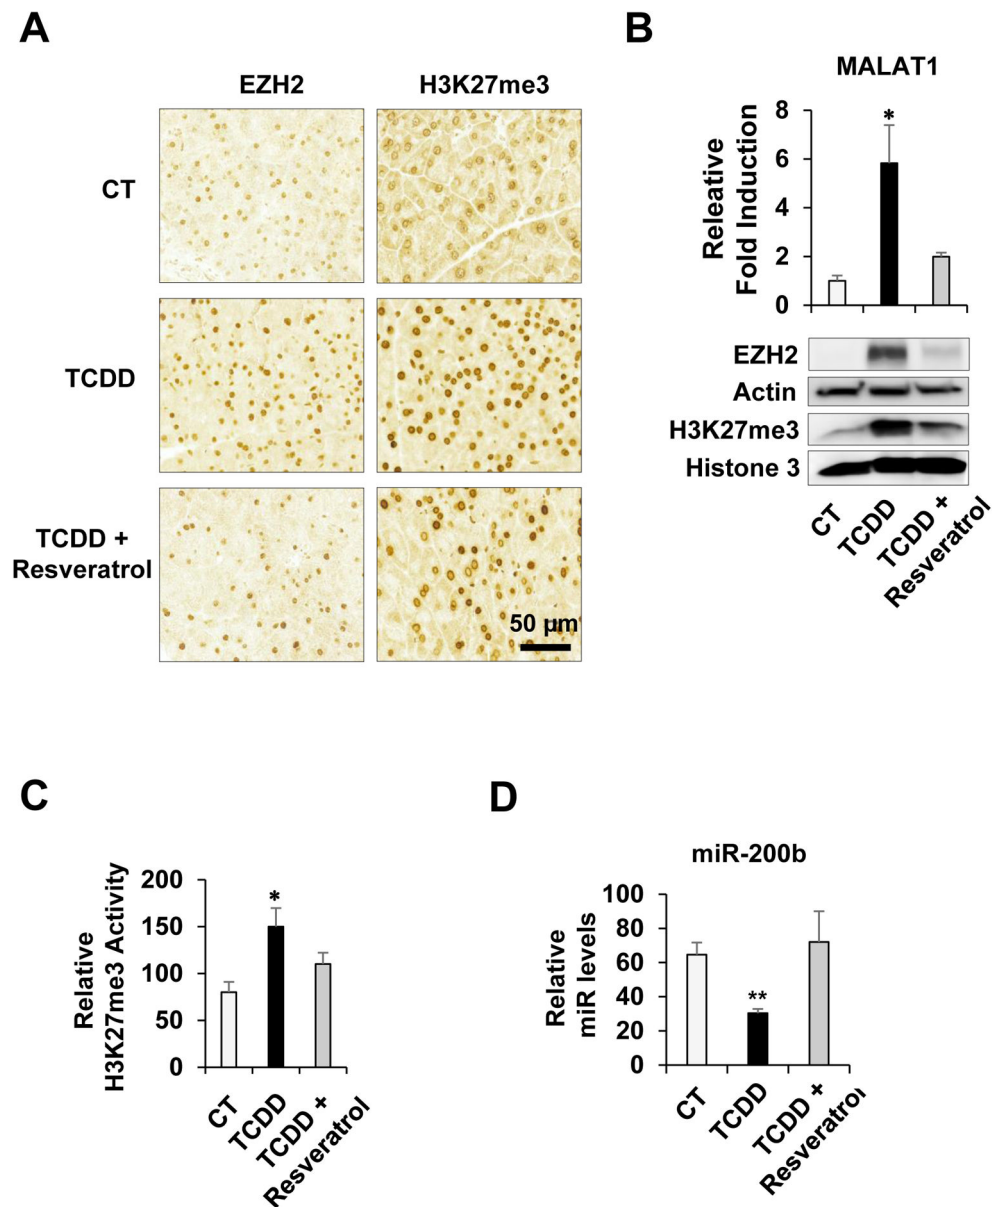 A
EZH2
H3K27me3
CT
TCDD
TCDD +
Resveratrol
50 µm
B
MALAT1
Releative
Fold Induction
8
6
4
2
0
*
EZH2
Actin
H3K27me3
Histone 3
CT
TCDD
TCDD +
Resveratrol
C
Relative
H3K27me3 Activity
200
150
100
50
0
*
CT
TCDD
TCDD +
Resveratrol
D
miR-200b
Relative
miR levels
100
80
60
40
20
0
**
CT
TCDD
TCDD +
Resveratrol